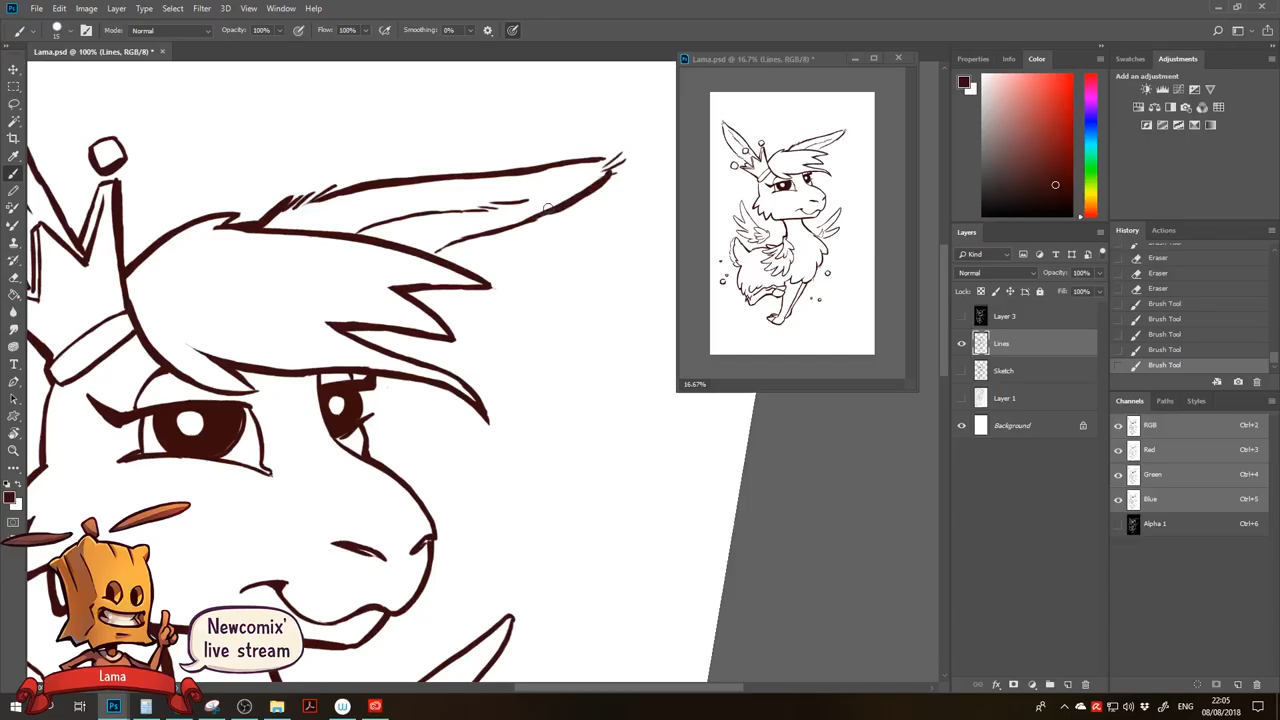 File Edit Image Layer Type Select Filter 3D View Window Help
15 Mode: Normal Opacity: 100% Flow: 100% Smoothing: 0%
Lama.psd @ 100% (Lines, RGB/8) *
Lama.psd @ 16.7% (Lines, RGB/8) *
16.67%
Properties Info Color
Swatches Adjustments
Add an adjustment
Layers
Kind
Normal Opacity: 100%
Lock: Fill: 100%
Layer 3
Lines
Sketch
Layer 1
Background
History Actions
Eraser
Eraser
Eraser
Brush Tool
Brush Tool
Brush Tool
Brush Tool
Brush Tool
Channels Paths Styles
RGB Ctrl+2
Red Ctrl+3
Green Ctrl+4
Blue Ctrl+5
Alpha 1 Ctrl+6
Newcomix'
live stream
Lama
22:05
08/08/2018